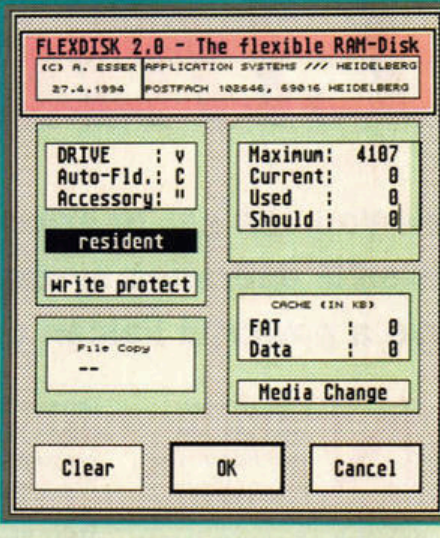 FLEXDISK 2.0 - The flexible RAM-Disk
(C) A. ESSER APPLICATION SYSTEMS /// HEIDELBERG
27.4.1994 POSTFACH 102646, 69016 HEIDELBERG
DRIVE : v
Auto-Fld.: C
Accessory: "
resident
write protect
File Copy
--
Maximum: 4107
Current: 0
Used : 0
Should : 0
CACHE (IN KB)
FAT : 0
Data : 0
Media Change
Clear
OK
Cancel